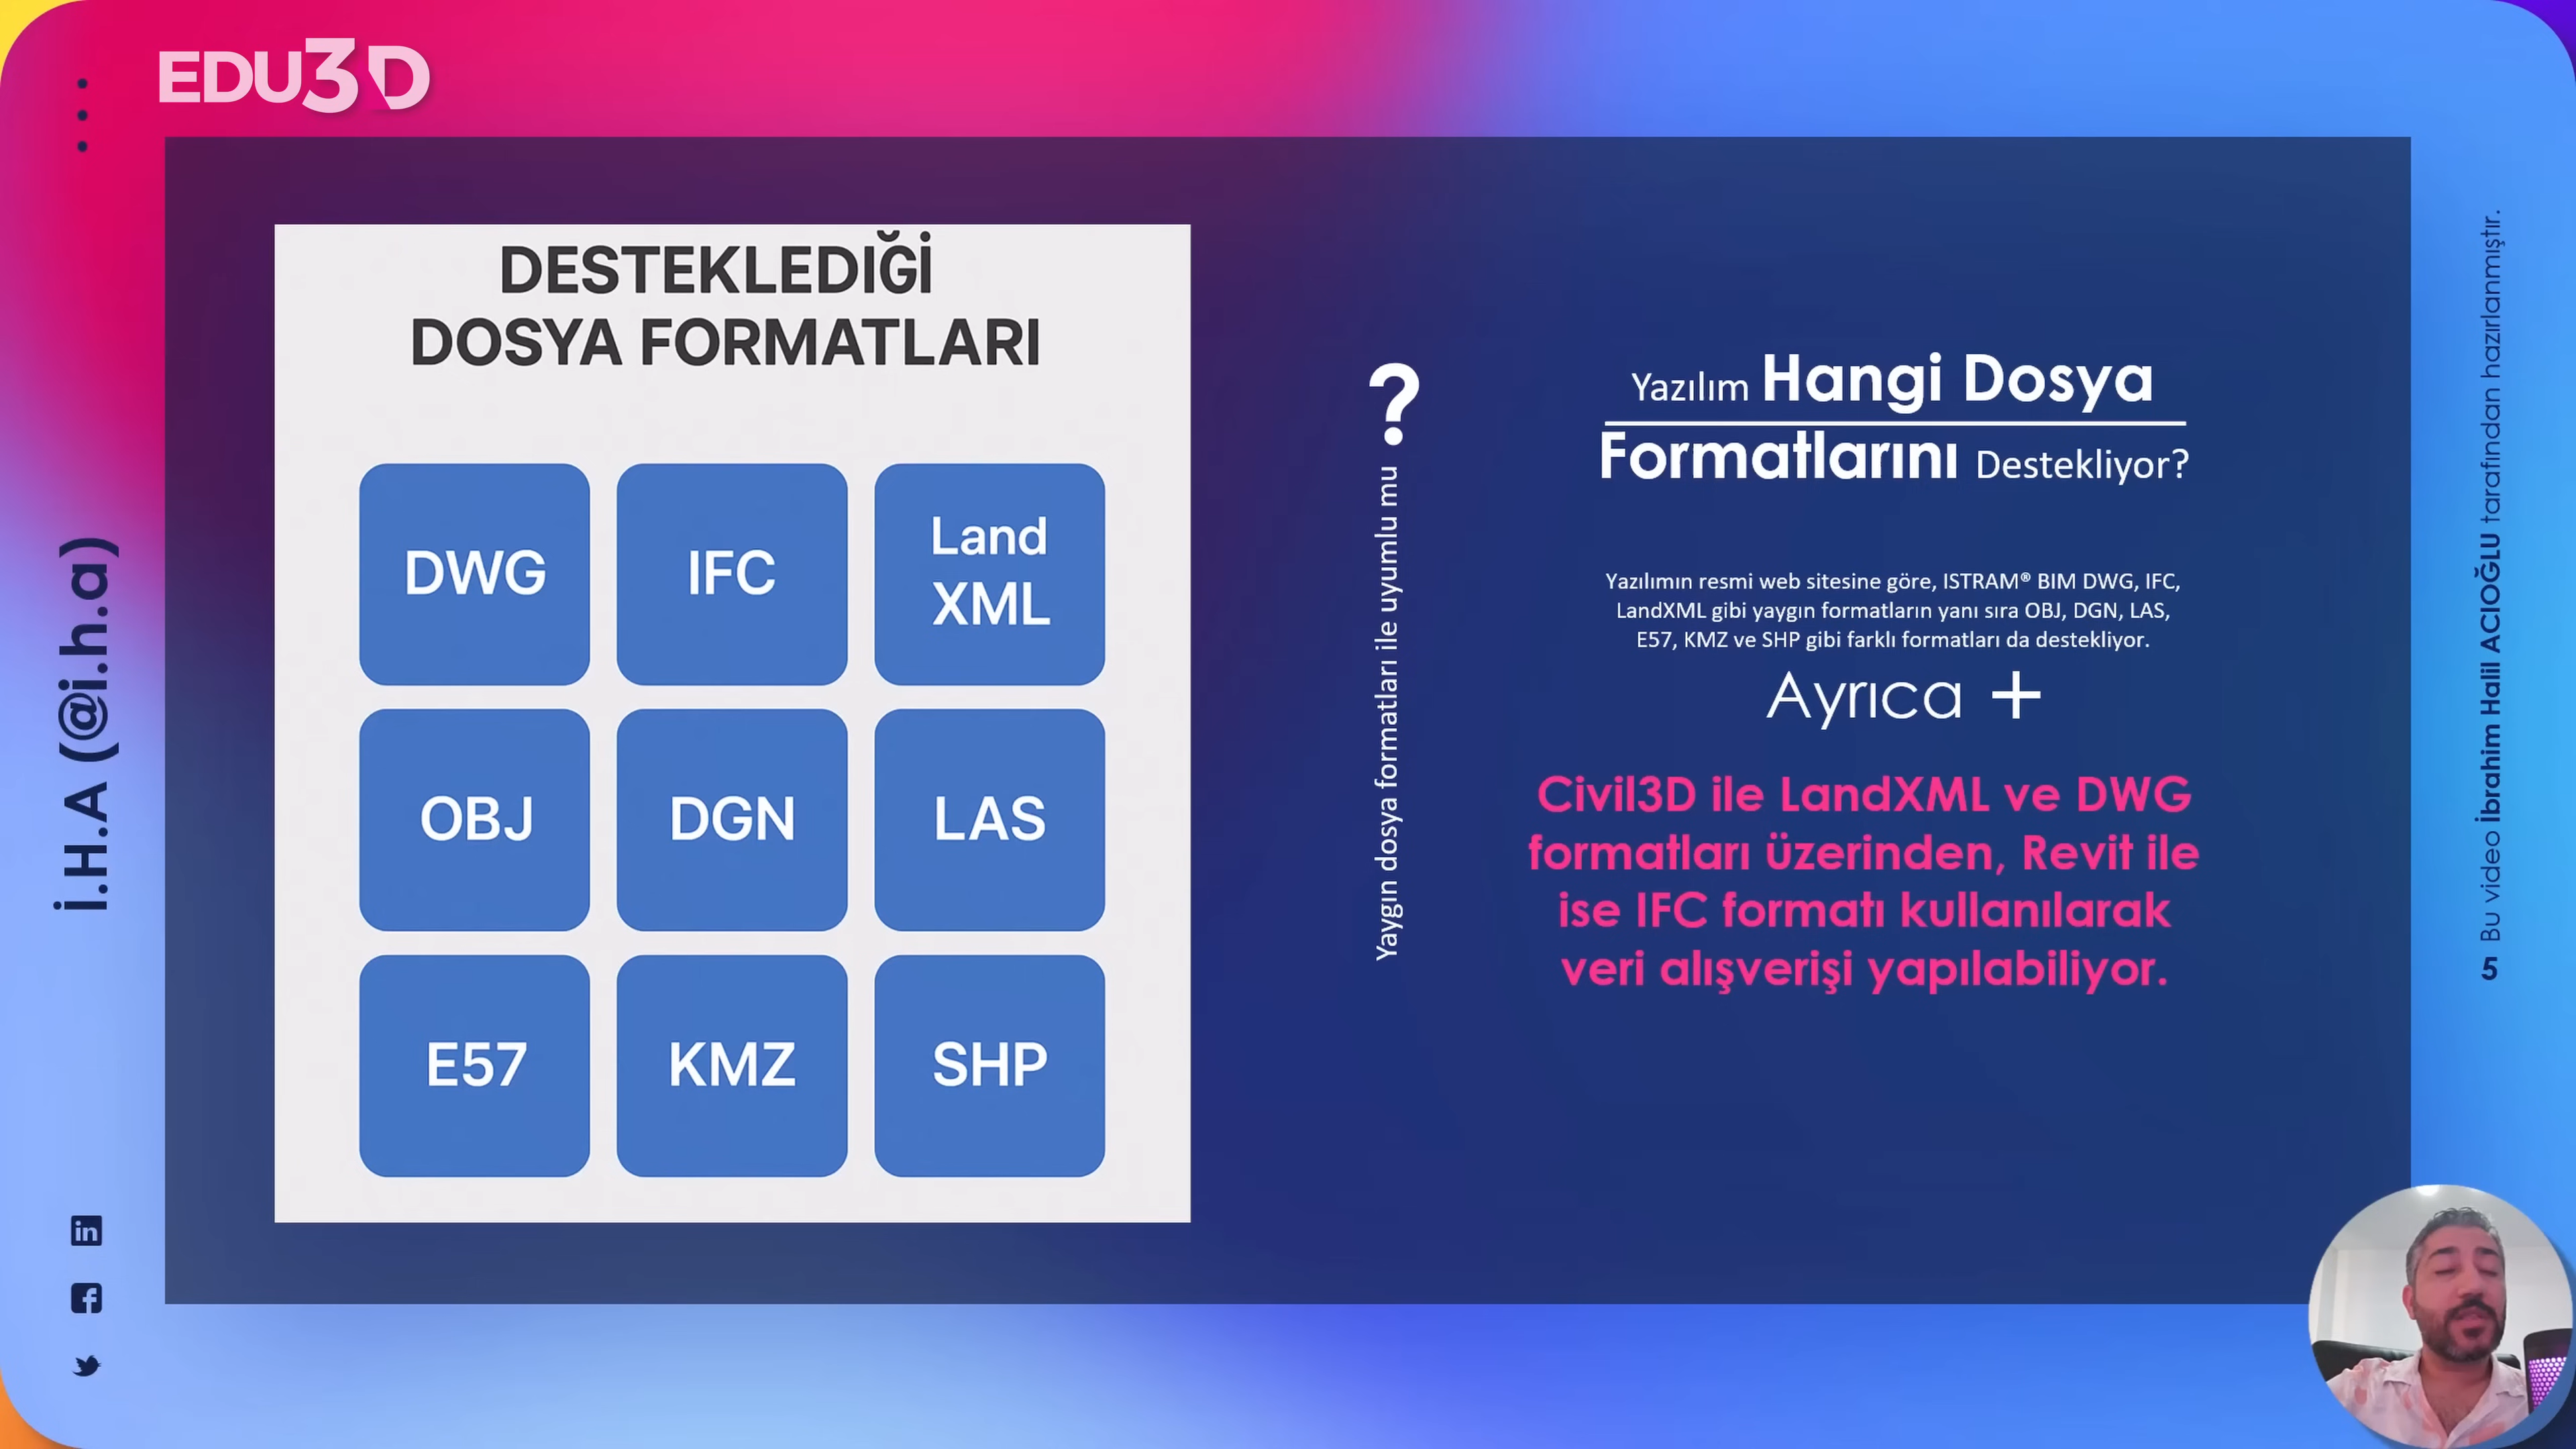 EDU3D
DESTEKLEDIĞİ
DOSYA FORMATLARI
DWG
IFC
Land
XML
OBJ
DGN
LAS
E57
KMZ
SHP
Yaygın dosya formatları ile uyumlu mu ?
Yazılım Hangi Dosya
Formatlarını Destekliyor?
Yazılımın resmi web sitesine göre, ISTRAM® BIM DWG, IFC,
LandXML gibi yaygın formatların yanı sıra OBJ, DGN, LAS,
E57, KMZ ve SHP gibi farklı formatları da destekliyor.
Ayrıca +
Civil3D ile LandXML ve DWG
formatları üzerinden, Revit ile
ise IFC formatı kullanılarak
veri alışverişi yapılabiliyor.
İ.H.A (@i.h.a)
in
f
5 Bu video İbrahim Halil ACIOĞLU tarafından hazırlanmıştır.